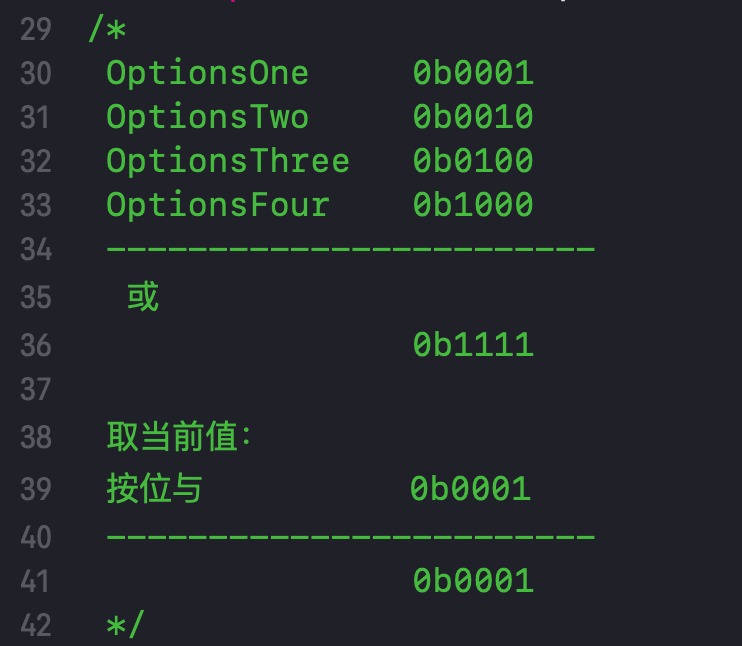 29 /*
30 OptionsOne 0b0001
31 OptionsTwo 0b0010
32 OptionsThree 0b0100
33 OptionsFour 0b1000
34 ------------------------
35 或
36 0b1111
37
38 取当前值：
39 按位与 0b0001
40 ------------------------
41 0b0001
42 */